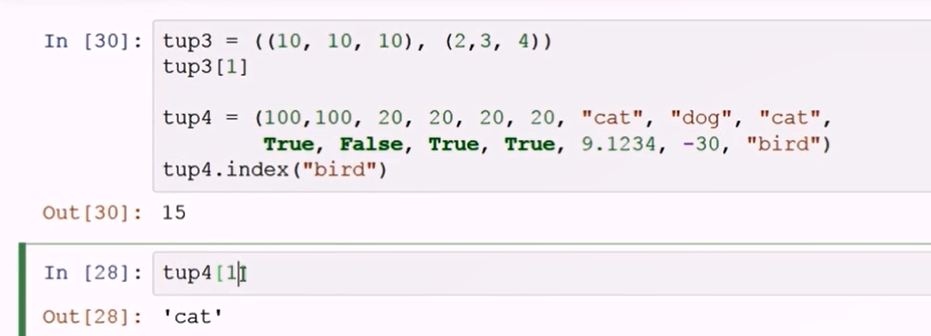 In [30]: tup3 = ((10, 10, 10), (2,3, 4))
tup3[1]
tup4 = (100,100, 20, 20, 20, 20, "cat", "dog", "cat",
True, False, True, True, 9.1234, -30, "bird")
tup4.index("bird")
Out[30]: 15
In [28]: tup4[1
Out[28]: 'cat'